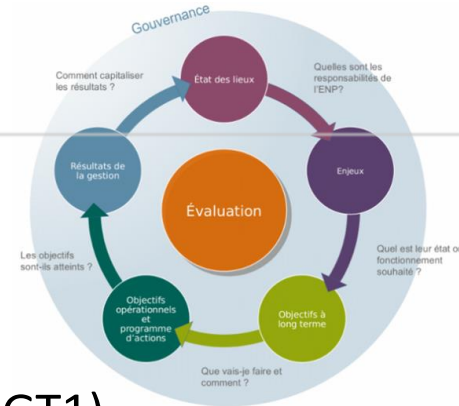 Gouvernance
État des lieux
Comment capitaliser
les résultats ?
Quelles sont les
responsabilités de
l'ENP?
Résultats de
la gestion
Enjeux
Évaluation
Les objectifs
sont-ils atteints ?
Quel est leur état o
fonctionnement
souhaité ?
Objectifs
opérationnels
et
programme
d'actions
Objectifs à
long terme
Que vais-je faire et
comment ?
GT1)